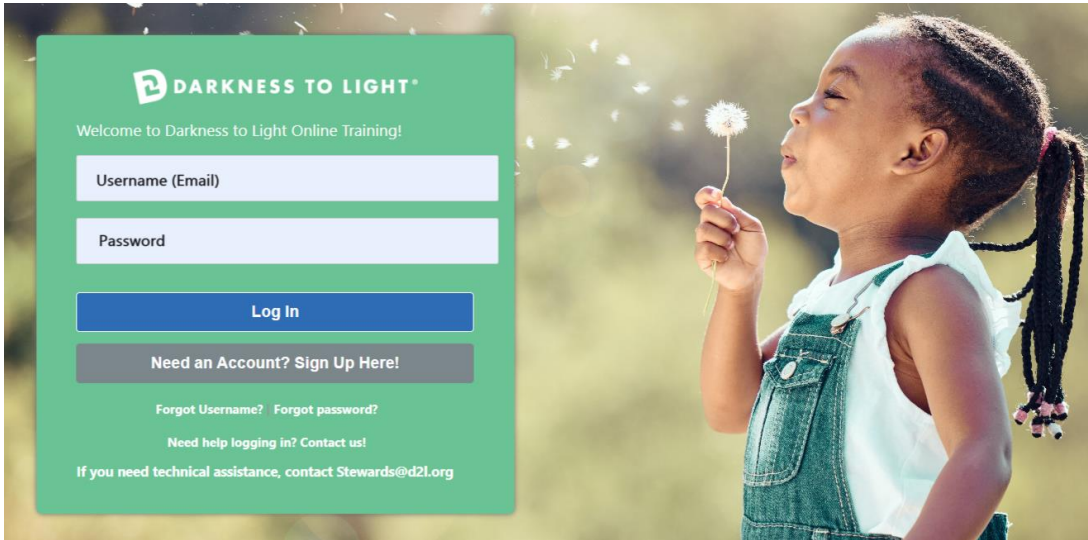 DARKNESS TO LIGHT®
Welcome to Darkness to Light Online Training!
Username (Email)
Password
Log In
Need an Account? Sign Up Here!
Forgot Username? Forgot password?
Need help logging in? Contact us!
If you need technical assistance, contact Stewards@d2l.org